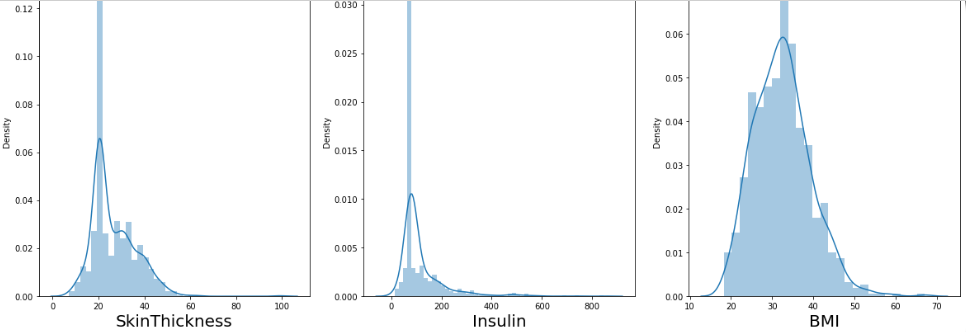 0.12
0.10
0.08
0.06
0.04
0.02
0.00
Density
0 20 40 60 80 100
SkinThickness
0.030
0.025
0.020
0.015
0.010
0.005
0.000
Density
0 200 400 600 800
Insulin
0.06
0.05
0.04
0.03
0.02
0.01
0.00
Density
10 20 30 40 50 60 70
BMI